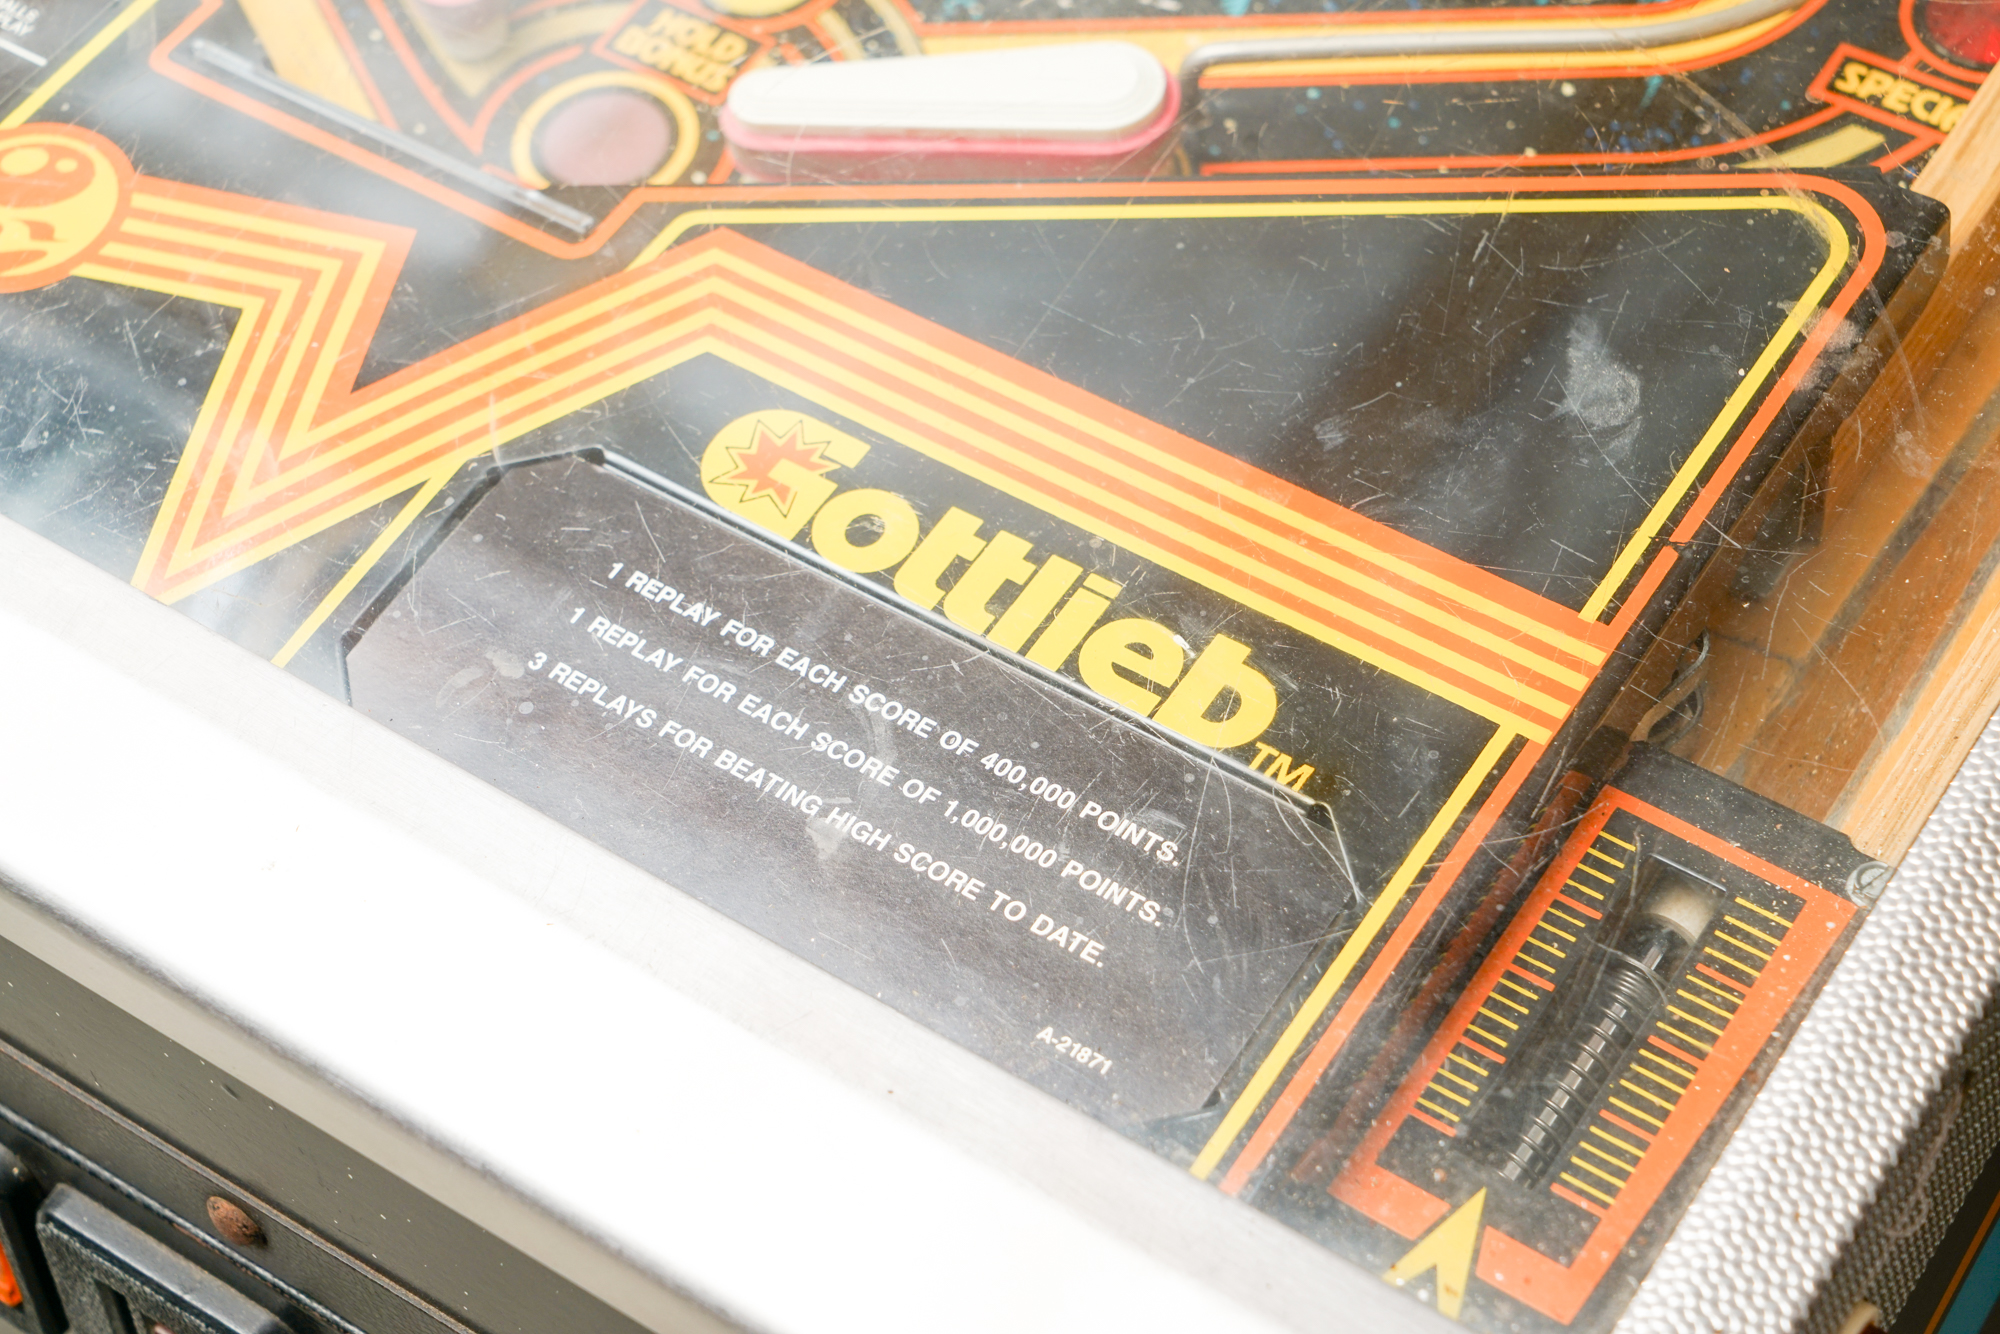 HOLD
BONUS
Gottlieb™
1 REPLAY FOR EACH SCORE OF 400,000 POINTS.
1 REPLAY FOR EACH SCORE OF 1,000,000 POINTS.
3 REPLAYS FOR BEATING HIGH SCORE TO DATE.
A-21871